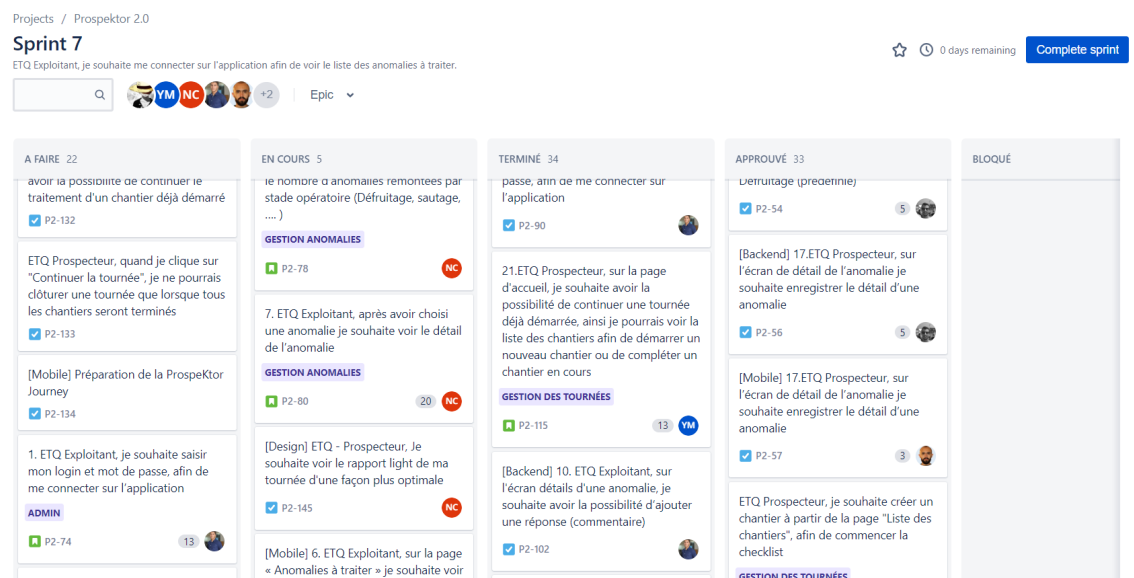 Projects / Prospektor 2.0
Sprint 7
0 days remaining
Complete sprint
ETQ Exploitant, je souhaite me connecter sur l'application afin de voir le liste des anomalies à traiter.
YM
NC
+2
Epic
A FAIRE 22
avoir la possibilité de continuer le
traitement d'un chantier déjà démarré
P2-132
ETQ Prospecteur, quand je clique sur
"Continuer la tournée", je ne pourrais
clôturer une tournée que lorsque tous
les chantiers seront terminés
P2-133
[Mobile] Préparation de la ProspeKtor
Journey
P2-134
1. ETQ Exploitant, je souhaite saisir
mon login et mot de passe, afin de
me connecter sur l'application
ADMIN
P2-74
13
EN COURS 5
le nombre d'anomalies remontées par
stade opératoire (Défruitage, sautage,
.... )
GESTION ANOMALIES
P2-78
NC
7. ETQ Exploitant, après avoir choisi
une anomalie je souhaite voir le détail
de l'anomalie
GESTION ANOMALIES
P2-80
20
NC
[Design] ETQ - Prospecteur, Je
souhaite voir le rapport light de ma
tournée d'une façon plus optimale
P2-145
NC
[Mobile] 6. ETQ Exploitant, sur la page
« Anomalies à traiter » je souhaite voir
TERMINÉ 34
passe, afin de me connecter sur
l'application
P2-90
21.ETQ Prospecteur, sur la page
d'accueil, je souhaite avoir la
possibilité de continuer une tournée
déjà démarrée, ainsi je pourrais voir la
liste des chantiers afin de démarrer un
nouveau chantier ou de compléter un
chantier en cours
GESTION DES TOURNÉES
P2-115
13
YM
[Backend] 10. ETQ Exploitant, sur
l'écran détails d'une anomalie, je
souhaite avoir la possibilité d'ajouter
une réponse (commentaire)
P2-102
APPROUVÉ 33
Défruitage (prédéfinie)
P2-54
5
[Backend] 17.ETQ Prospecteur, sur
l'écran de détail de l'anomalie je
souhaite enregistrer le détail d'une
anomalie
P2-56
5
[Mobile] 17.ETQ Prospecteur, sur
l'écran de détail de l'anomalie je
souhaite enregistrer le détail d'une
anomalie
P2-57
3
ETQ Prospecteur, je souhaite créer un
chantier à partir de la page "Liste des
chantiers", afin de commencer la
checklist
GESTION DES TOURNÉES
BLOQUÉ